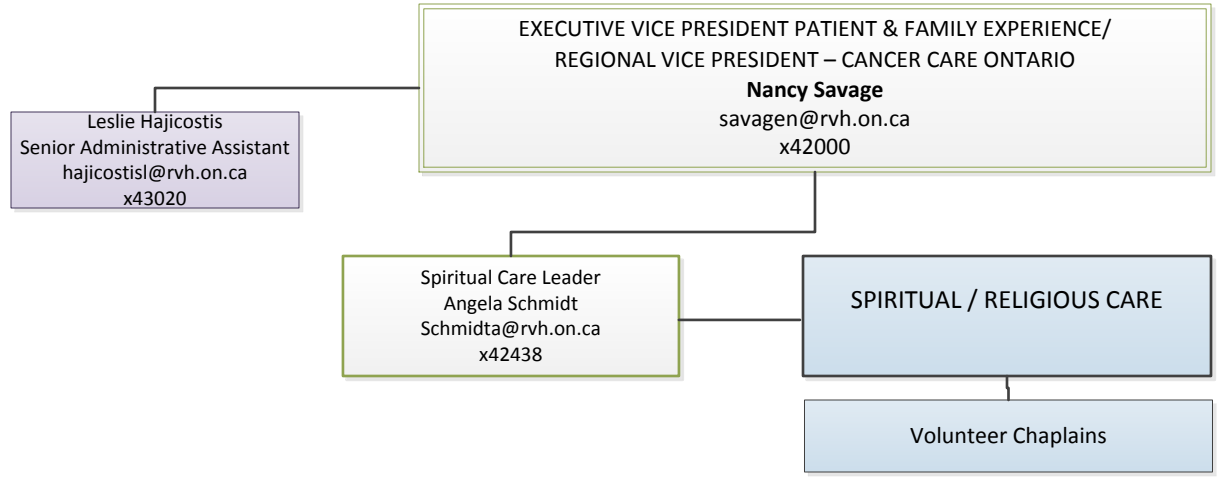 EXECUTIVE VICE PRESIDENT PATIENT & FAMILY EXPERIENCE/
REGIONAL VICE PRESIDENT – CANCER CARE ONTARIO
Nancy Savage
savagen@rvh.on.ca
x42000
Leslie Hajicostis
Senior Administrative Assistant
hajicostisl@rvh.on.ca
x43020
Spiritual Care Leader
Angela Schmidt
Schmidta@rvh.on.ca
x42438
SPIRITUAL / RELIGIOUS CARE
Volunteer Chaplains